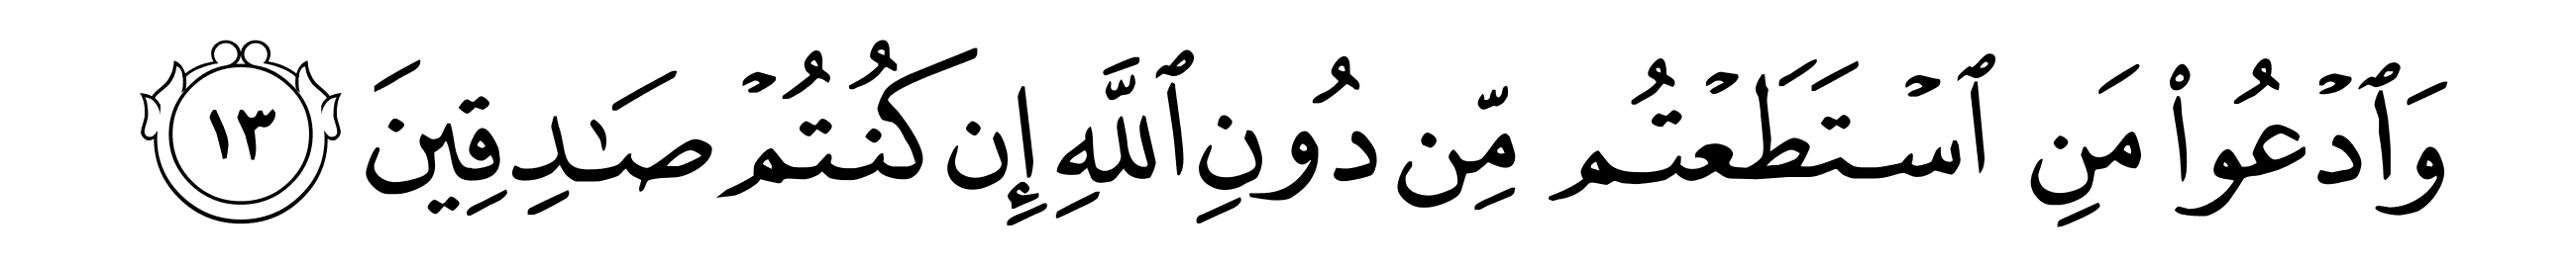 وَٱدۡعُواْ مَنِ ٱسۡتَطَعۡتُم مِّن دُونِ ٱللَّهِ إِن كُنتُمۡ صَٰدِقِينَ ١٣